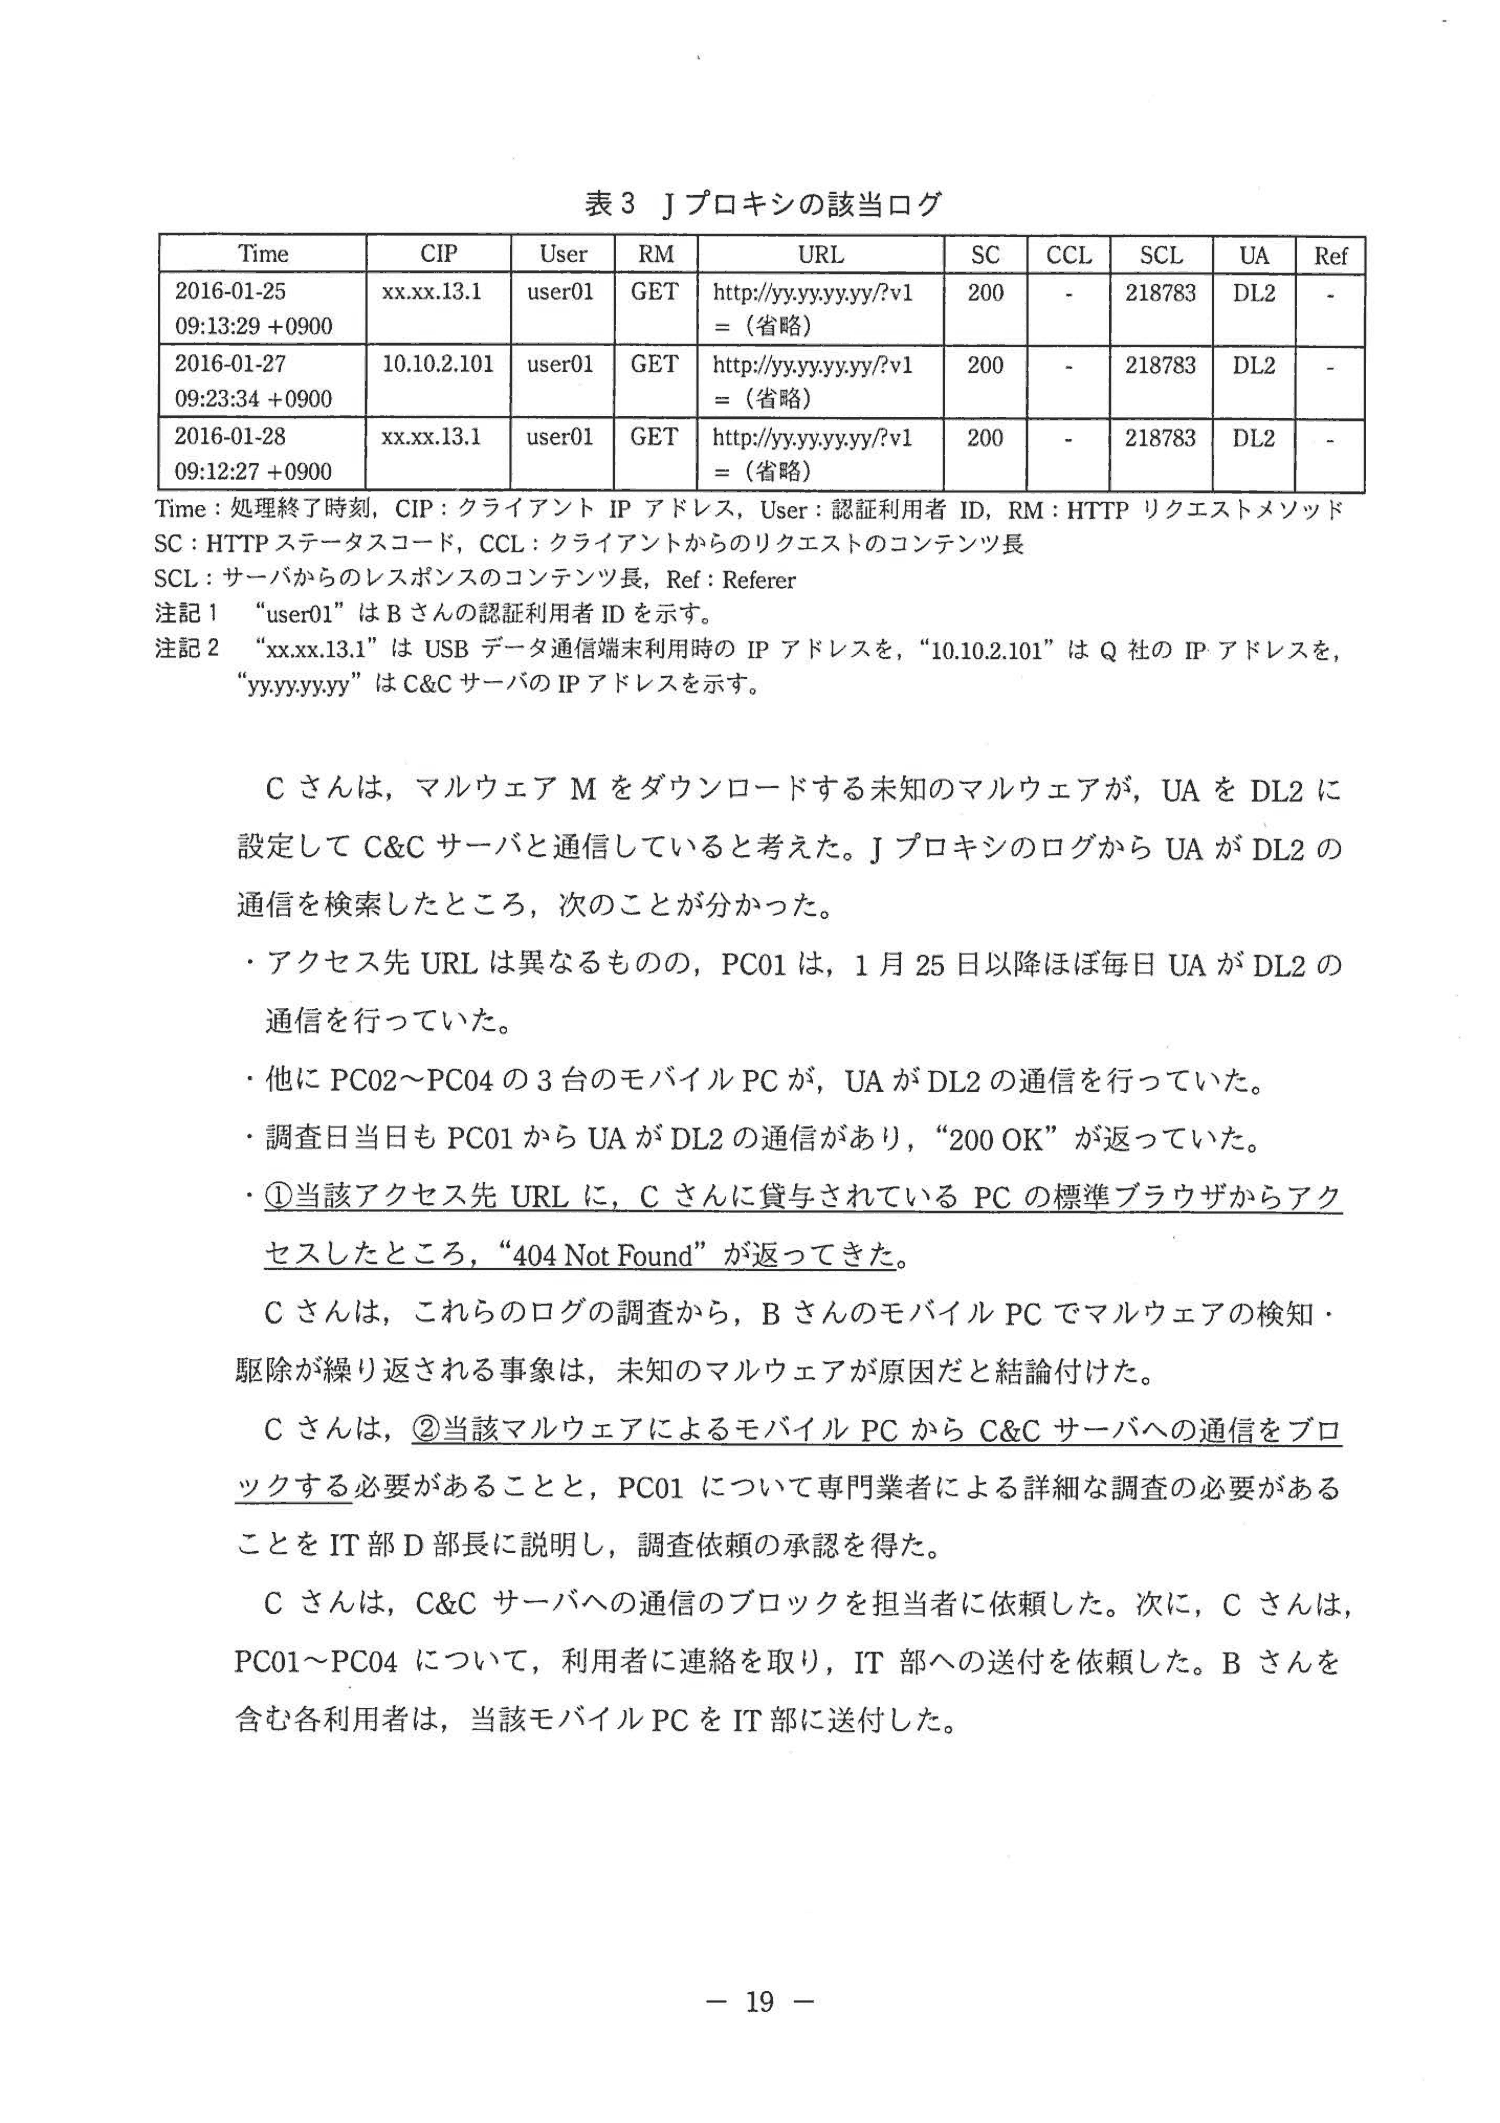 表3 Jプロキシの該当ログ
Time CIP User RM URL SC CCL SCL UA Ref
2016-01-25 xx.xx.13.1 user01 GET http://yy.yy.yy.yy/?v1 200 - 218783 DL2 -
09:13:29 +0900 =（省略）
2016-01-27 10.10.2.101 user01 GET http://yy.yy.yy.yy/?v1 200 - 218783 DL2 -
09:23:34 +0900 =（省略）
2016-01-28 xx.xx.13.1 user01 GET http://yy.yy.yy.yy/?v1 200 - 218783 DL2 -
09:12:27 +0900 =（省略）
Time：処理終了時刻，CIP：クライアント IP アドレス，User：認証利用者 ID，RM：HTTP リクエストメソッド
SC：HTTP ステータスコード，CCL：クライアントからのリクエストのコンテンツ長
SCL：サーバからのレスポンスのコンテンツ長，Ref：Referer
注記1 “user01” は B さんの認証利用者 ID を示す。
注記2 “xx.xx.13.1” は USB データ通信端末利用時の IP アドレスを，“10.10.2.101” は Q 社の IP アドレスを，
“yy.yy.yy.yy” は C&C サーバの IP アドレスを示す。
C さんは，マルウェア M をダウンロードする未知のマルウェアが，UA を DL2 に
設定して C&C サーバと通信していると考えた。J プロキシのログから UA が DL2 の
通信を検索したところ，次のことが分かった。
・アクセス先 URL は異なるものの，PC01 は，1 月 25 日以降ほぼ毎日 UA が DL2 の
通信を行っていた。
・他に PC02～PC04 の 3 台のモバイル PC が，UA が DL2 の通信を行っていた。
・調査日当日も PC01 から UA が DL2 の通信があり，“200 OK” が返っていた。
・①当該アクセス先 URL に，C さんに貸与されている PC の標準ブラウザからアク
セスしたところ，“404 Not Found” が返ってきた。
C さんは，これらのログの調査から，B さんのモバイル PC でマルウェアの検知・
駆除が繰り返される事象は，未知のマルウェアが原因だと結論付けた。
C さんは，②当該マルウェアによるモバイル PC から C&C サーバへの通信をブロ
ックする必要があることと，PC01 について専門業者による詳細な調査の必要がある
ことを IT 部 D 部長に説明し，調査依頼の承認を得た。
C さんは，C&C サーバへの通信のブロックを担当者に依頼した。次に，C さんは，
PC01～PC04 について，利用者に連絡を取り，IT 部への送付を依頼した。B さんを
含む各利用者は，当該モバイル PC を IT 部に送付した。
－ 19 －